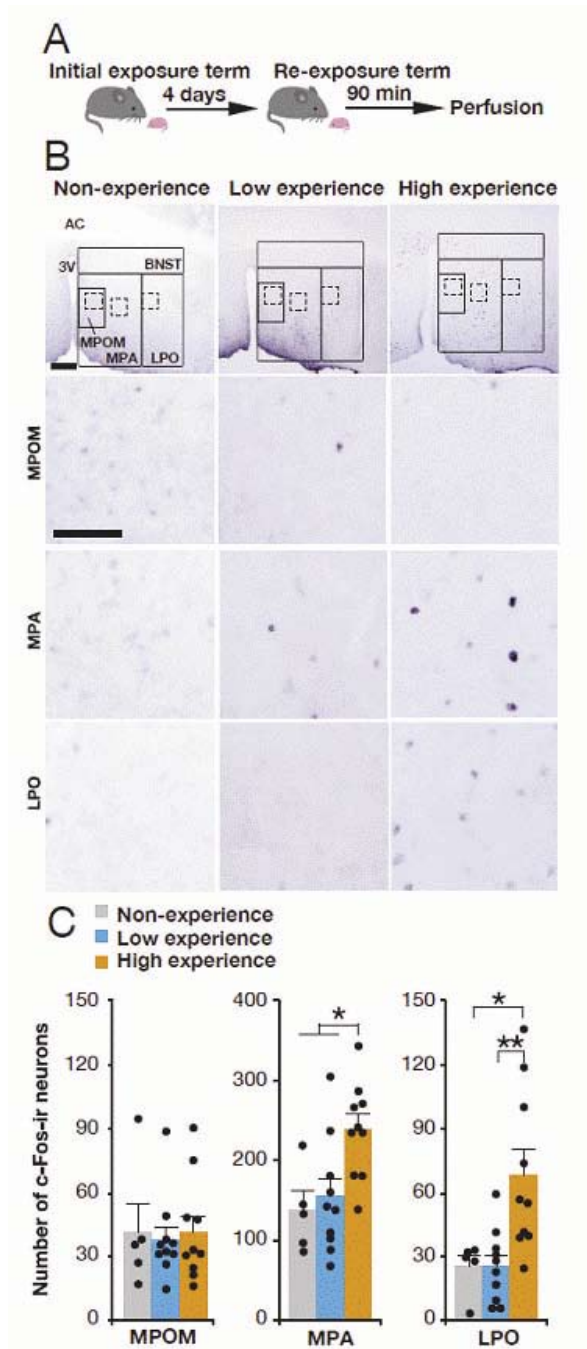 A
Initial exposure term
Re-exposure term
4 days
90 min
Perfusion
B
Non-experience Low experience High experience
AC
3V
BNST
MPOM
MPA
LPO
MPOM
MPA
LPO
C
Non-experience
Low experience
High experience
Number of c-Fos-ir neurons
150
120
90
60
30
0
MPOM
400
300
200
100
0
*
MPA
150
120
90
60
30
0
*
**
LPO